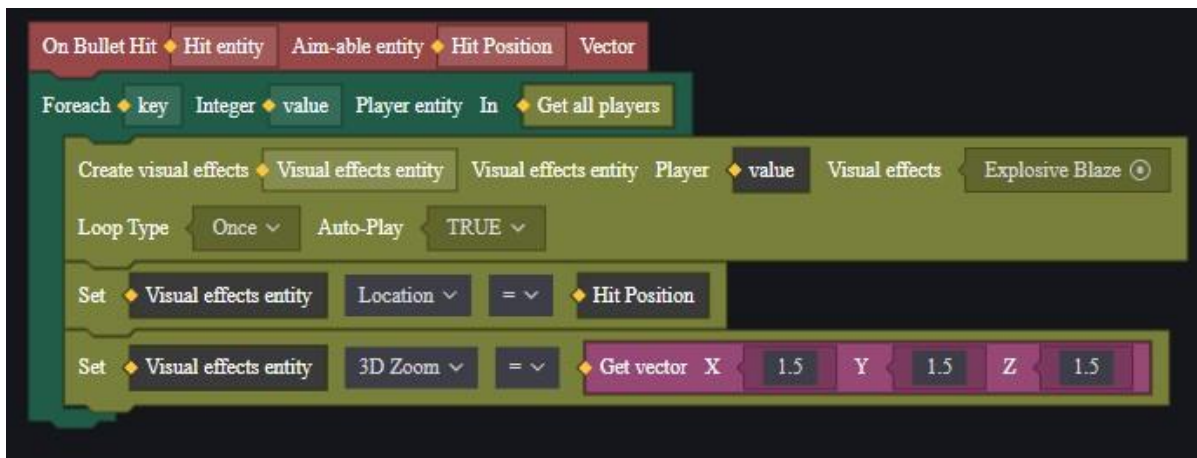 On Bullet Hit Hit entity Aim-able entity Hit Position Vector
Foreach key Integer value Player entity In Get all players
Create visual effects Visual effects entity Visual effects entity Player value Visual effects Explosive Blaze
Loop Type Once Auto-Play TRUE
Set Visual effects entity Location = Hit Position
Set Visual effects entity 3D Zoom = Get vector X 1.5 Y 1.5 Z 1.5